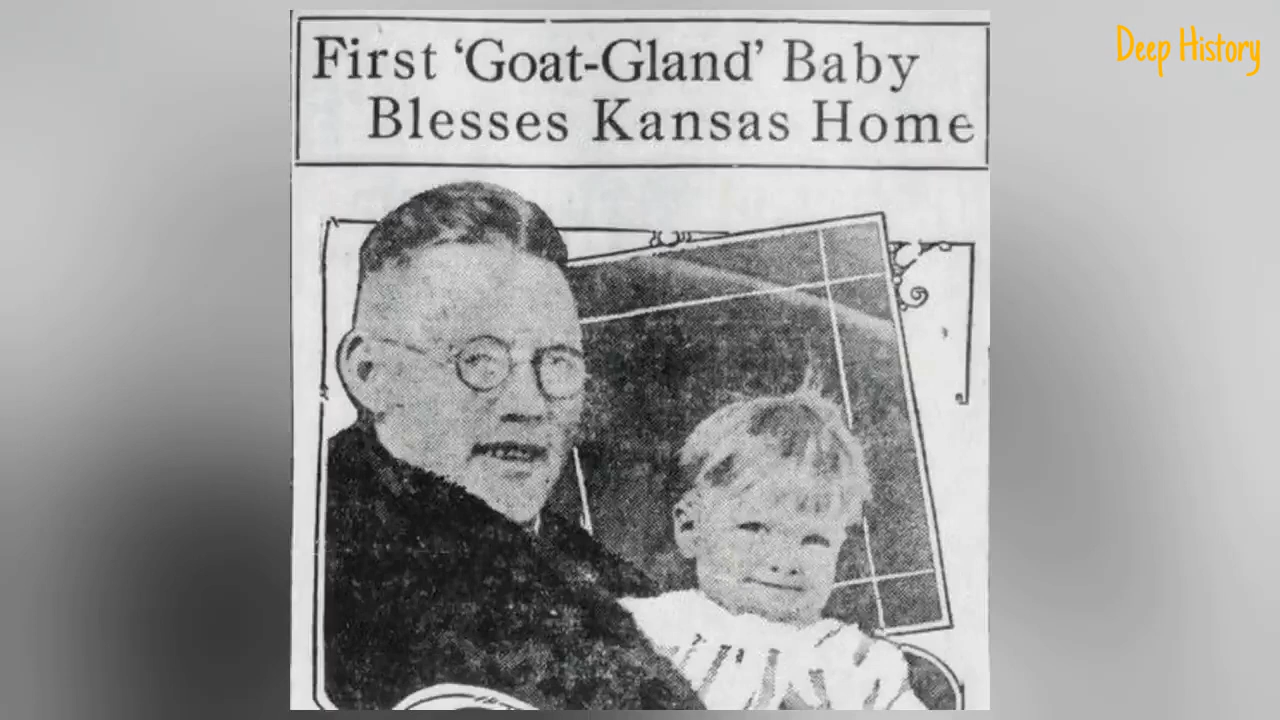 Deep History
First ‘Goat-Gland’ Baby
Blesses Kansas Home